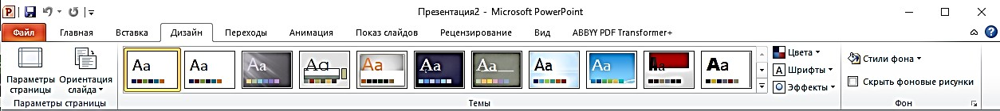 Презентация2 - Microsoft PowerPoint
Файл Главная Вставка Дизайн Переходы Анимация Показ слайдов Рецензирование Вид ABBYY PDF Transformer+
Параметры страницы
Ориентация слайда
Параметры страницы
Aa Aa Aa Aa Aa Aa Aa Aa Aa Aa Aa
Темы
Цвета
Шрифты
Эффекты
Стили фона
Скрыть фоновые рисунки
Фон